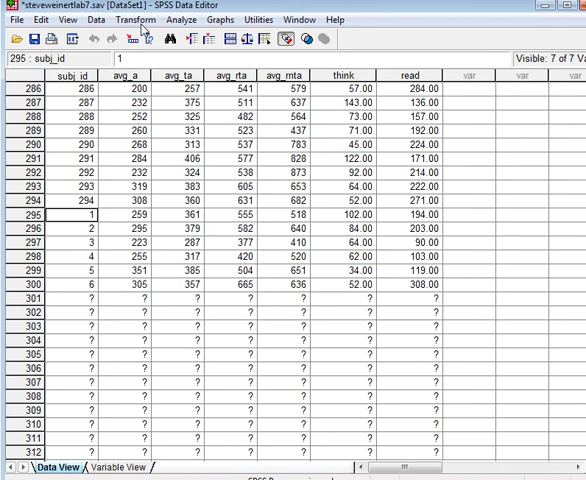 *steveweinertlab7.sav [DataSet1] - SPSS Data Editor
File Edit View Data Transform Analyze Graphs Utilities Window Help
295 : subj_id 1 Visible: 7 of 7 Va
subj_id avg_a avg_ta avg_rta avg_rnta think read var var var
286 286 200 257 541 579 57.00 284.00
287 287 232 375 511 637 143.00 136.00
288 288 252 325 482 564 73.00 157.00
289 289 260 331 523 437 71.00 192.00
290 290 268 313 537 783 45.00 224.00
291 291 284 406 577 828 122.00 171.00
292 292 232 324 538 873 92.00 214.00
293 293 319 383 605 653 64.00 222.00
294 294 308 360 631 682 52.00 271.00
295 1 259 361 555 518 102.00 194.00
296 2 295 379 582 640 84.00 203.00
297 3 223 287 377 410 64.00 90.00
298 4 255 317 420 520 62.00 103.00
299 5 351 385 504 651 34.00 119.00
300 6 305 357 665 636 52.00 308.00
301 ? ? ? ? ? ? ?
302 ? ? ? ? ? ? ?
303 ? ? ? ? ? ? ?
304 ? ? ? ? ? ? ?
305 ? ? ? ? ? ? ?
306 ? ? ? ? ? ? ?
307 ? ? ? ? ? ? ?
308 ? ? ? ? ? ? ?
309 ? ? ? ? ? ? ?
310 ? ? ? ? ? ? ?
311 ? ? ? ? ? ? ?
312 ? ? ? ? ? ? ?
Data View Variable View